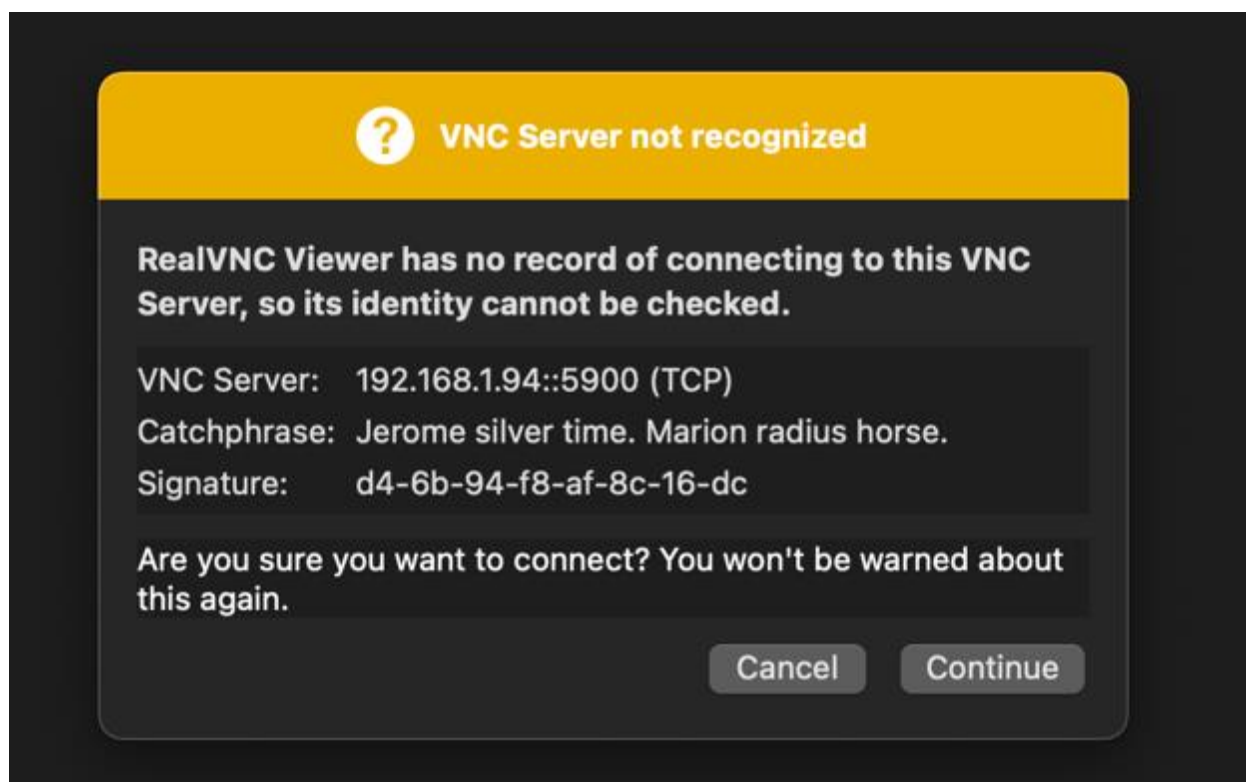 VNC Server not recognized
RealVNC Viewer has no record of connecting to this VNC
Server, so its identity cannot be checked.
VNC Server: 192.168.1.94::5900 (TCP)
Catchphrase: Jerome silver time. Marion radius horse.
Signature: d4-6b-94-f8-af-8c-16-dc
Are you sure you want to connect? You won't be warned about
this again.
Cancel Continue